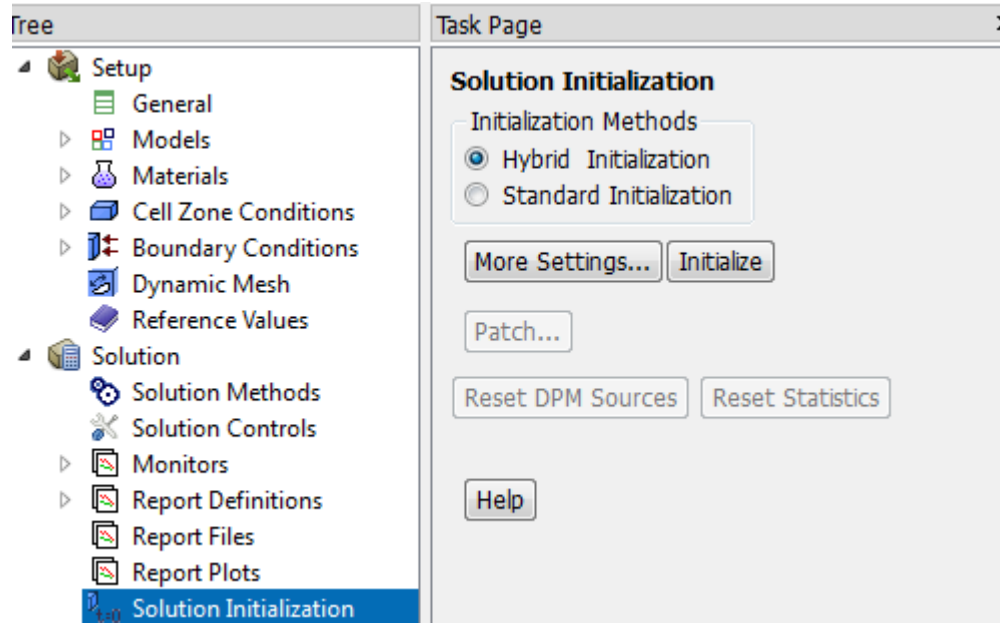 Tree
Setup
General
Models
Materials
Cell Zone Conditions
Boundary Conditions
Dynamic Mesh
Reference Values
Solution
Solution Methods
Solution Controls
Monitors
Report Definitions
Report Files
Report Plots
t=0
Solution Initialization
Task Page
Solution Initialization
Initialization Methods
Hybrid Initialization
Standard Initialization
More Settings... Initialize
Patch...
Reset DPM Sources Reset Statistics
Help